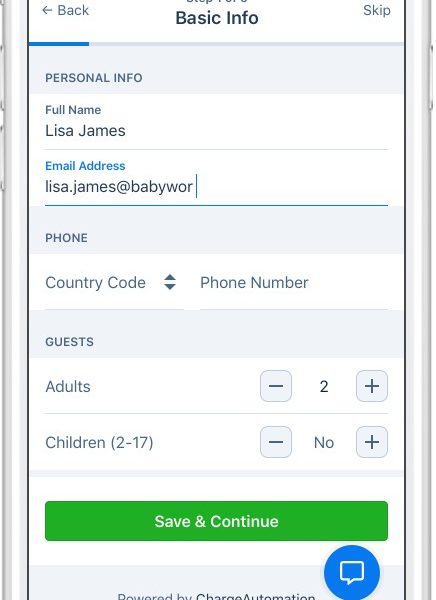 ← Back
Skip
Basic Info
PERSONAL INFO
Full Name
Lisa James
Email Address
lisa.james@babywor
PHONE
Country Code Phone Number
GUESTS
Adults − 2 +
Children (2-17) − No +
Save & Continue
Powered by ChargeAutomation